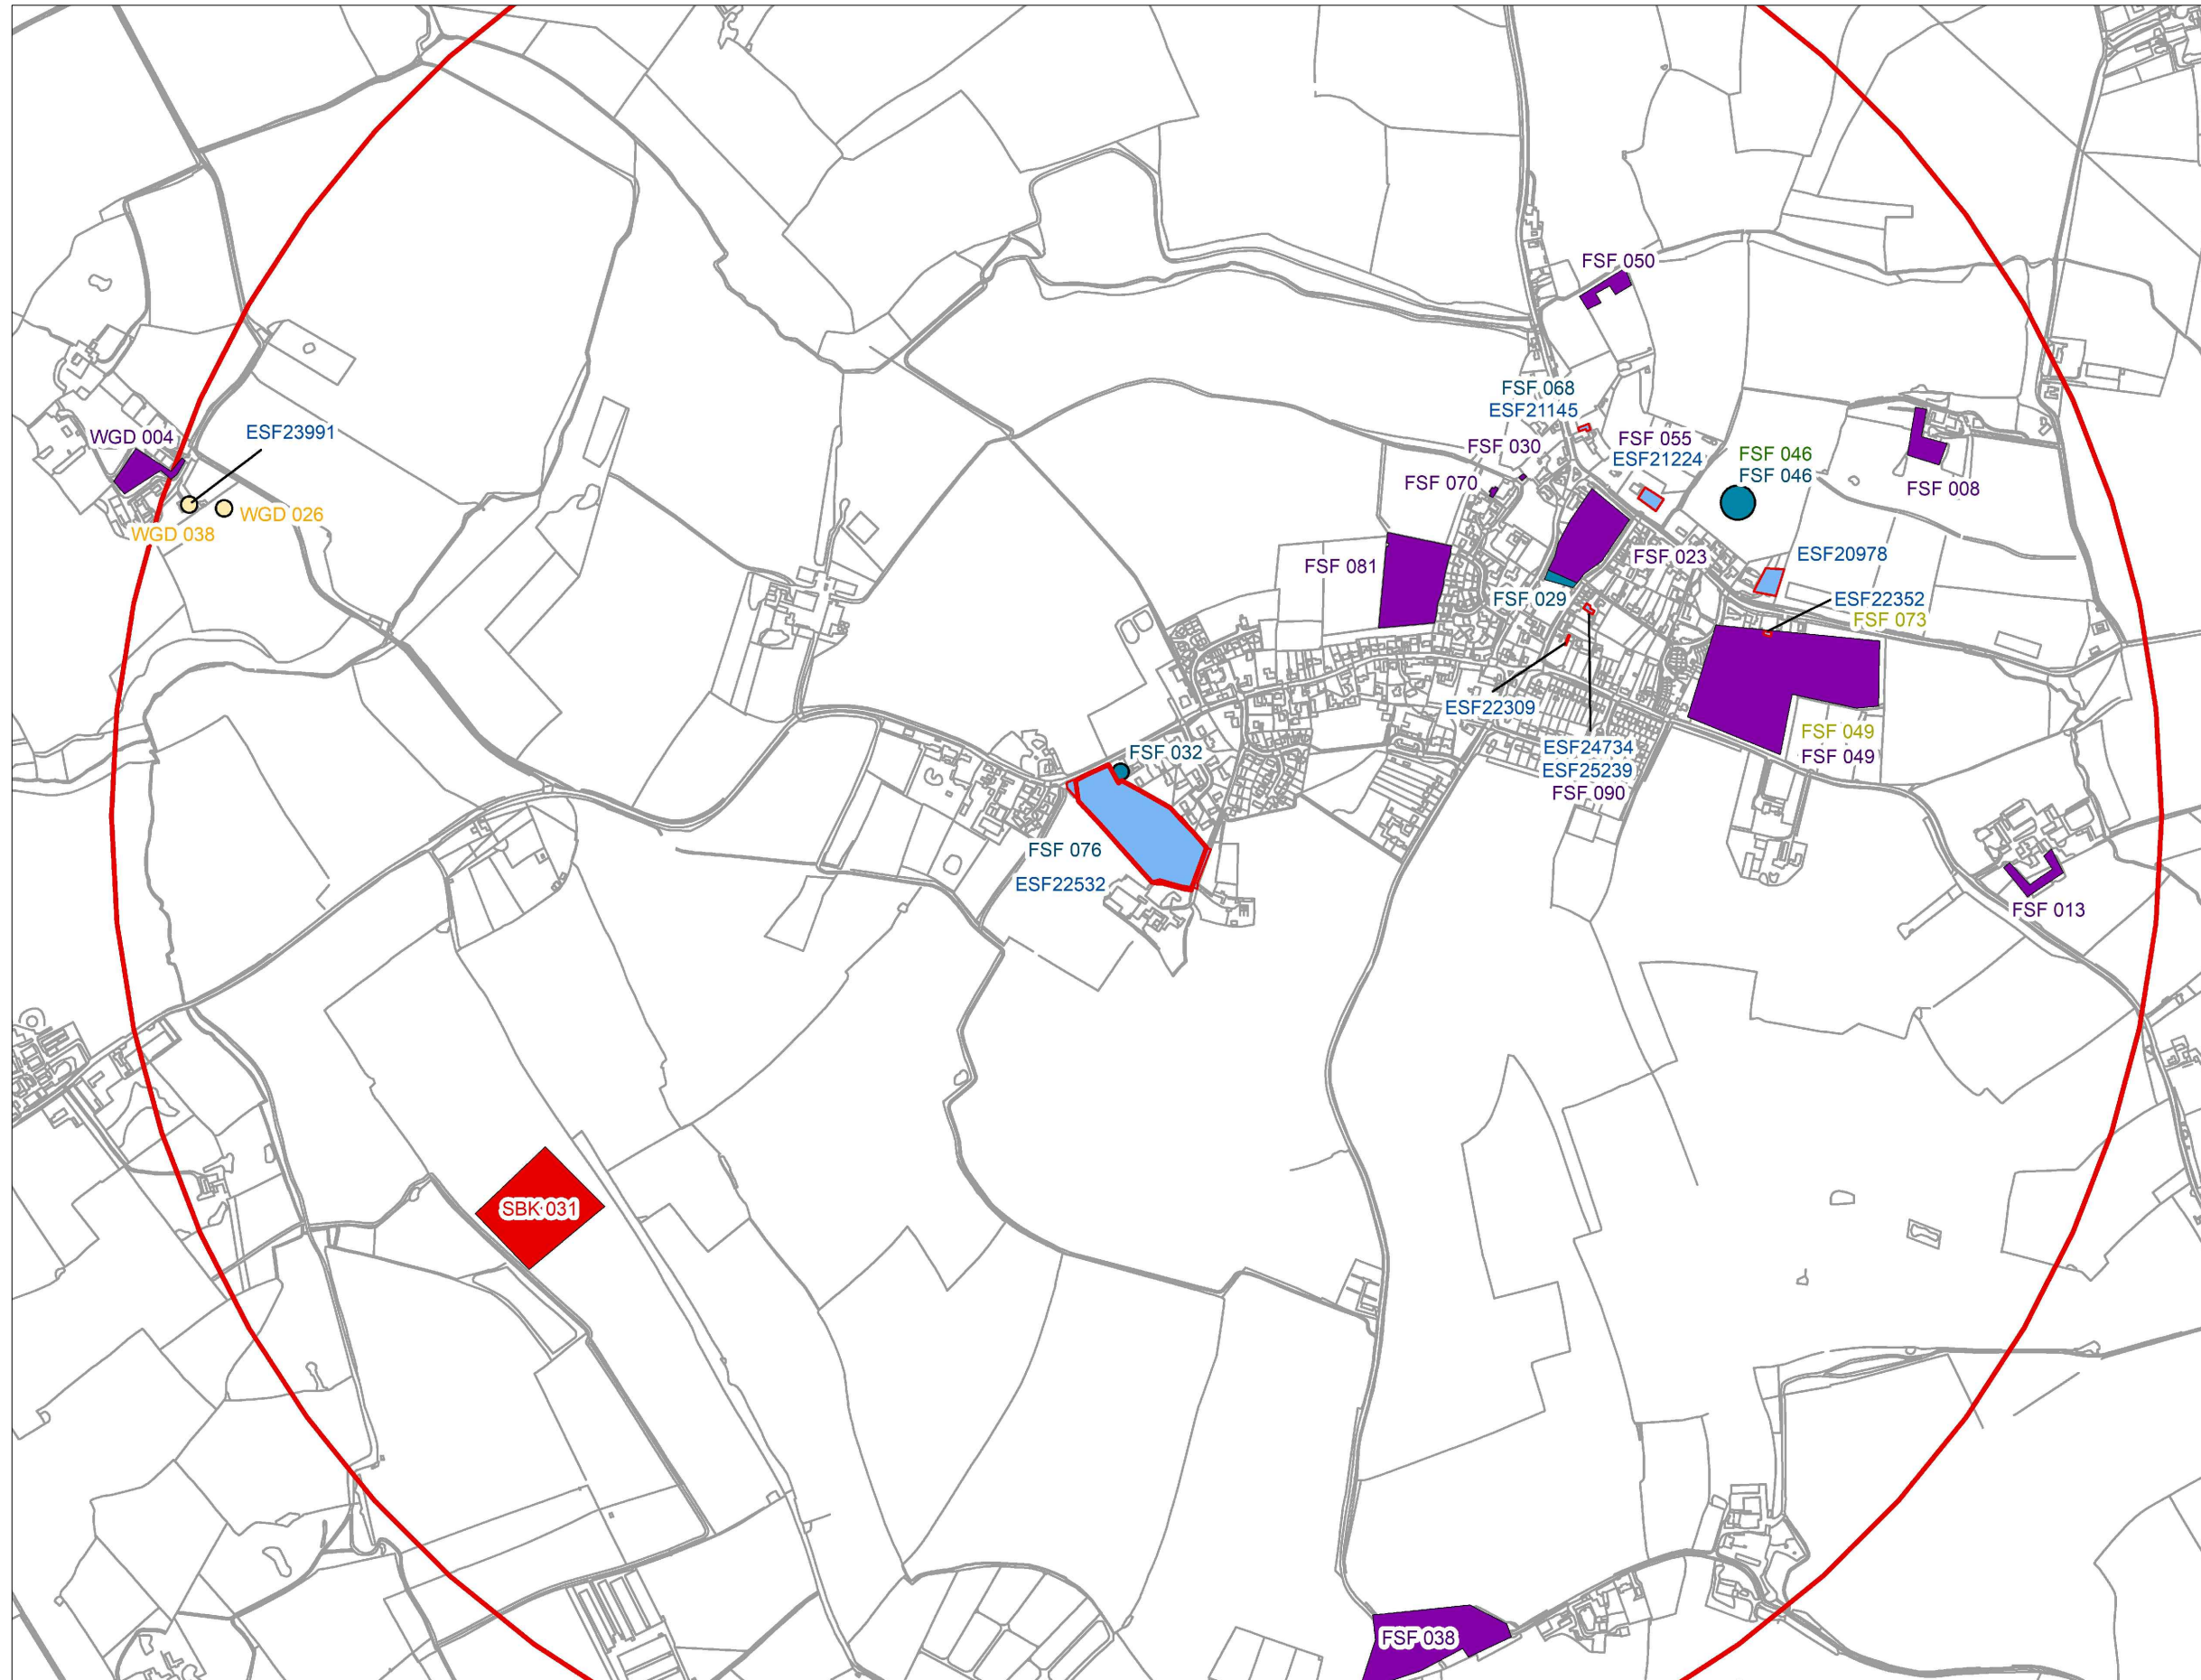 FSF 050
FSF 068
ESF21145
WGD 004
ESF23991
FSF 030
FSF 055
ESF21224
FSF 046
FSF 046
FSF 070
FSF 008
WGD 026
WGD 038
FSF 081
FSF 023
ESF20978
FSF 029
ESF22352
FSF 073
ESF22309
FSF 049
FSF 049
ESF24734
ESF25239
FSF 090
FSF 032
FSF 076
ESF22532
FSF 013
SBK 031
FSF 038